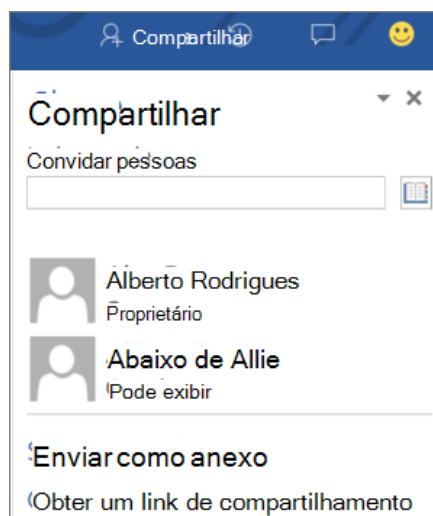 Compartilhar
Compartilhar
Convidar pessoas
Alberto Rodrigues
Proprietário
Abaixo de Allie
Pode exibir
Enviar como anexo
Obter um link de compartilhamento